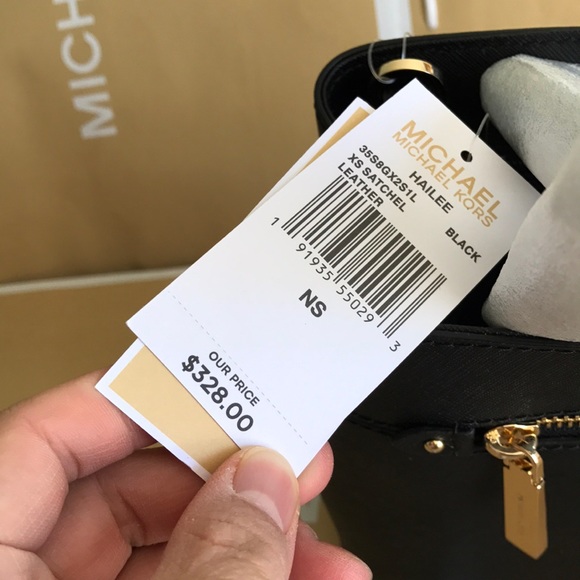 MICH
MICHAEL
MICHAEL KORS
HAILEE
35S8GX2S1L
XS SATCHEL
LEATHER
BLACK
1 91935 55029 3
NS
OUR PRICE
$328.00